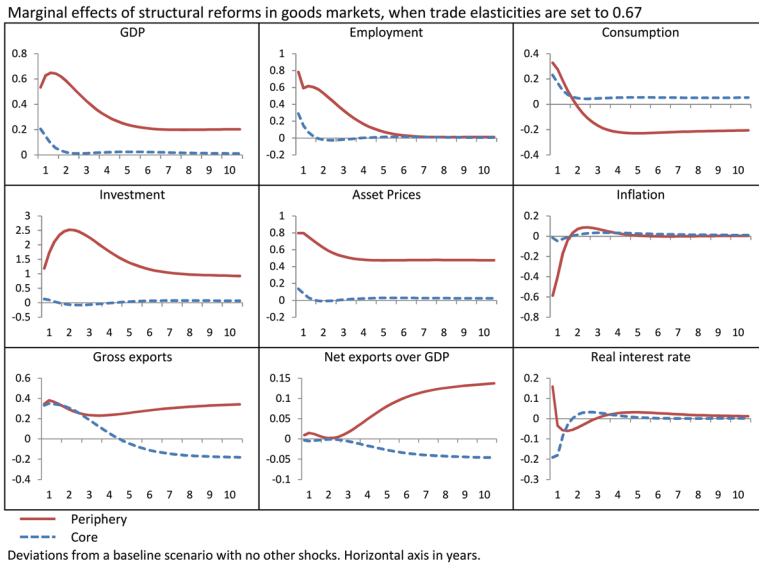 Marginal effects of structural reforms in goods markets, when trade elasticities are set to 0.67
GDP
0.8
0.6
0.4
0.2
0
1 2 3 4 5 6 7 8 9 10
Employment
1
0.8
0.6
0.4
0.2
0
-0.2
1 2 3 4 5 6 7 8 9 10
Consumption
0.4
0.2
0
-0.2
-0.4
1 2 3 4 5 6 7 8 9 10
Investment
3
2.5
2
1.5
1
0.5
0
-0.5
1 2 3 4 5 6 7 8 9 10
Asset Prices
1
0.8
0.6
0.4
0.2
0
-0.2
1 2 3 4 5 6 7 8 9 10
Inflation
0.2
0
-0.2
-0.4
-0.6
-0.8
1 2 3 4 5 6 7 8 9 10
Gross exports
0.6
0.4
0.2
0
-0.2
-0.4
1 2 3 4 5 6 7 8 9 10
Net exports over GDP
0.15
0.1
0.05
0
-0.05
-0.1
1 2 3 4 5 6 7 8 9 10
Real interest rate
0.2
0.1
0
-0.1
-0.2
-0.3
1 2 3 4 5 6 7 8 9 10
Periphery
Core
Deviations from a baseline scenario with no other shocks. Horizontal axis in years.